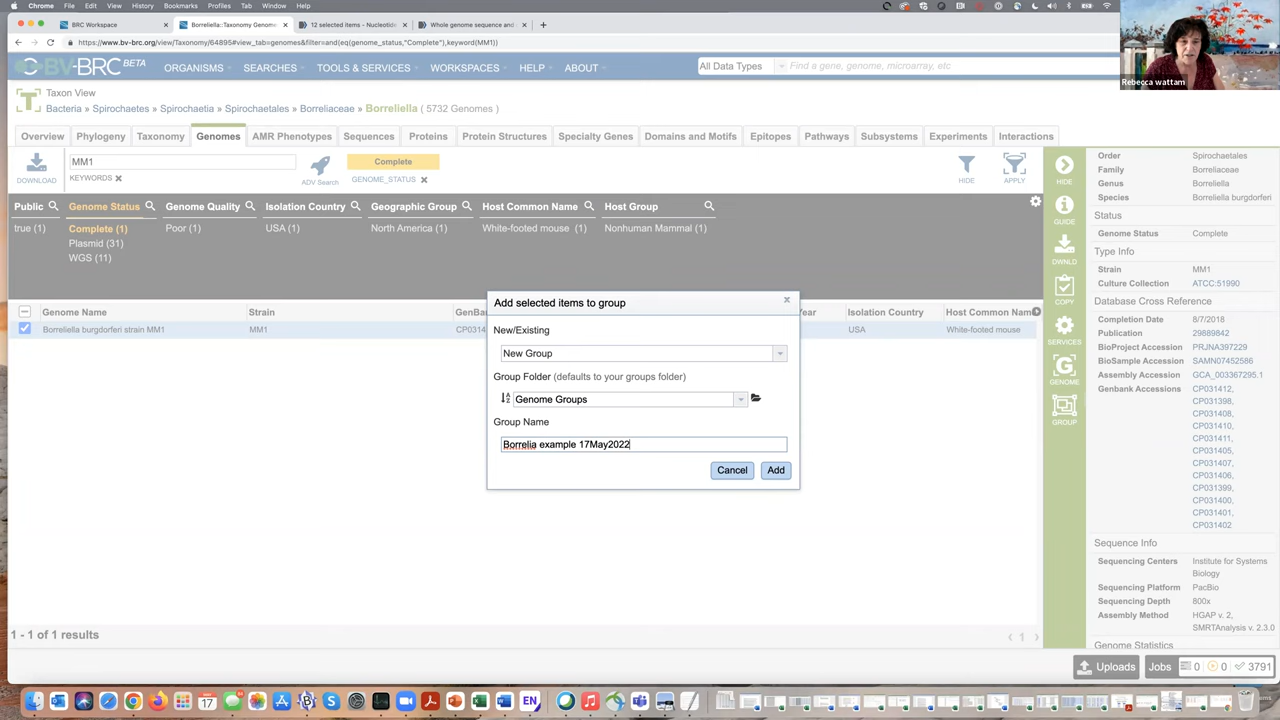 Chrome File Edit View History Bookmarks Profiles Tab Window Help
BRC Workspace
Borreliella::Taxonomy Genome
12 selected items - Nucleotide
Whole genome sequence and
https://www.bv-brc.org/view/Taxonomy/64895#view_tab=genomes&filter=and(eq(genome_status,"Complete"),keyword(MM1))
BV-BRC BETA
ORGANISMS SEARCHES TOOLS & SERVICES WORKSPACES HELP ABOUT
All Data Types Find a gene, genome, microarray, etc
Rebecca wattam
Taxon View
Bacteria » Spirochaetes » Spirochaetia » Spirochaetales » Borreliaceae » Borreliella ( 5732 Genomes )
Overview Phylogeny Taxonomy Genomes AMR Phenotypes Sequences Proteins Protein Structures Specialty Genes Domains and Motifs Epitopes Pathways Subsystems Experiments Interactions
DOWNLOAD
MM1
KEYWORDS
ADV Search
Complete
GENOME_STATUS
HIDE
APPLY
Public Genome Status Genome Quality Isolation Country Geographic Group Host Common Name Host Group
true (1) Complete (1) Poor (1) USA (1) North America (1) White-footed mouse (1) Nonhuman Mammal (1)
Plasmid (31)
WGS (11)
Genome Name Strain GenBa Year Isolation Country Host Common Nam
Borreliella burgdorferi strain MM1 MM1 CP0314 USA White-footed mouse
Add selected items to group
New/Existing
New Group
Group Folder (defaults to your groups folder)
Genome Groups
Group Name
Borrelia example 17May2022
Cancel Add
1 - 1 of 1 results
1
HIDE
GUIDE
DWNLD
COPY
SERVICES
GENOME
GROUP
Order Spirochaetales
Family Borreliaceae
Genus Borreliella
Species Borreliella burgdorferi
Status
Genome Status Complete
Type Info
Strain MM1
Culture Collection ATCC:51990
Database Cross Reference
Completion Date 8/7/2018
Publication 29889842
BioProject Accession PRJNA397229
BioSample Accession SAMN07452586
Assembly Accession GCA_003367295.1
Genbank Accessions CP031412,
CP031398,
CP031408,
CP031410,
CP031411,
CP031405,
CP031407,
CP031406,
CP031399,
CP031400,
CP031401,
CP031402
Sequence Info
Sequencing Centers Institute for Systems
Biology
Sequencing Platform PacBio
Sequencing Depth 800x
Assembly Method HGAP v. 2,
SMRTAnalysis v. 2.3.0
Genome Statistics
Uploads
Jobs 0 0 3791
17
EN